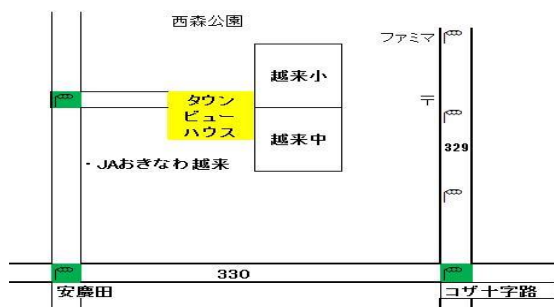 西森公園
ファミマ
越来小
タウン
ビュー
ハウス
〒
越来中
329
・JAおきなわ越来
330
安慶田
コザ十字路